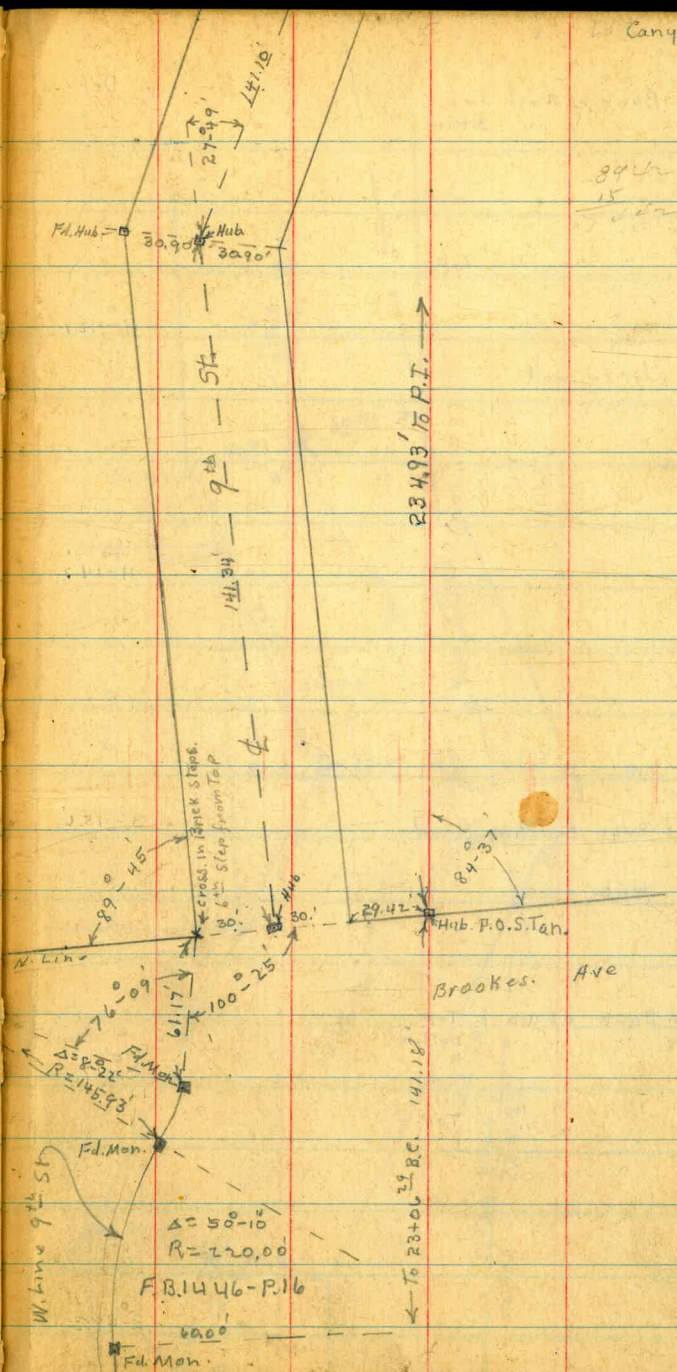 Cany
141.10'
27°-49'
Fd. Hub
Hub
30.90'
30.90'
234.93' To P.I.
9th St.
141.34'
℄
Cross. in Brick Steps.
6th Step from Top
89°-45'
84°-37'
Hub
30.'
30.'
29.42'
Hub. P.O.S. Tan.
N. Line
Brookes. Ave
76°-09'
61.17'
100°-25'
Δ=8°-22'
R=145.93'
Fd. Mon.
Fd. Mon.
W. Line 9th St
Δ= 50°-10'
R= 220.00'
F.B. 1446-P.16
To 23+06 29 B.C. 141.18'
60.00'
Fd. Mon.